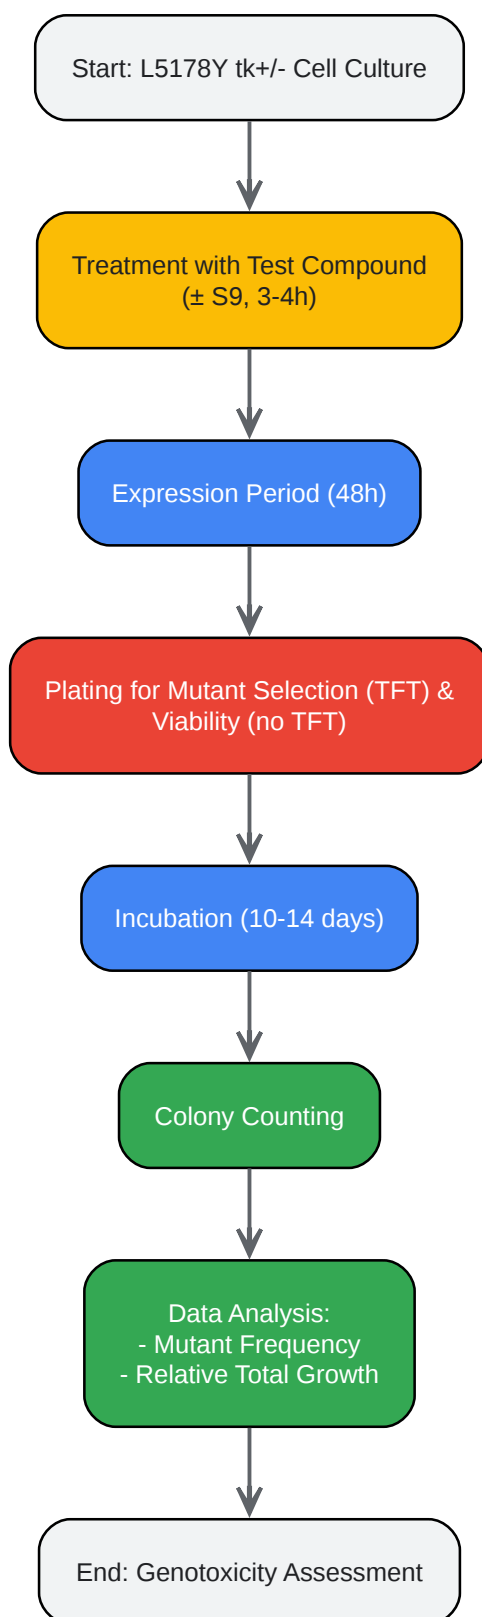 Start: L5178Y tk+/- Cell Culture
Treatment with Test Compound
(± S9, 3-4h)
Expression Period (48h)
Plating for Mutant Selection (TFT) &
Viability (no TFT)
Incubation (10-14 days)
Colony Counting
Data Analysis:
- Mutant Frequency
- Relative Total Growth
End: Genotoxicity Assessment